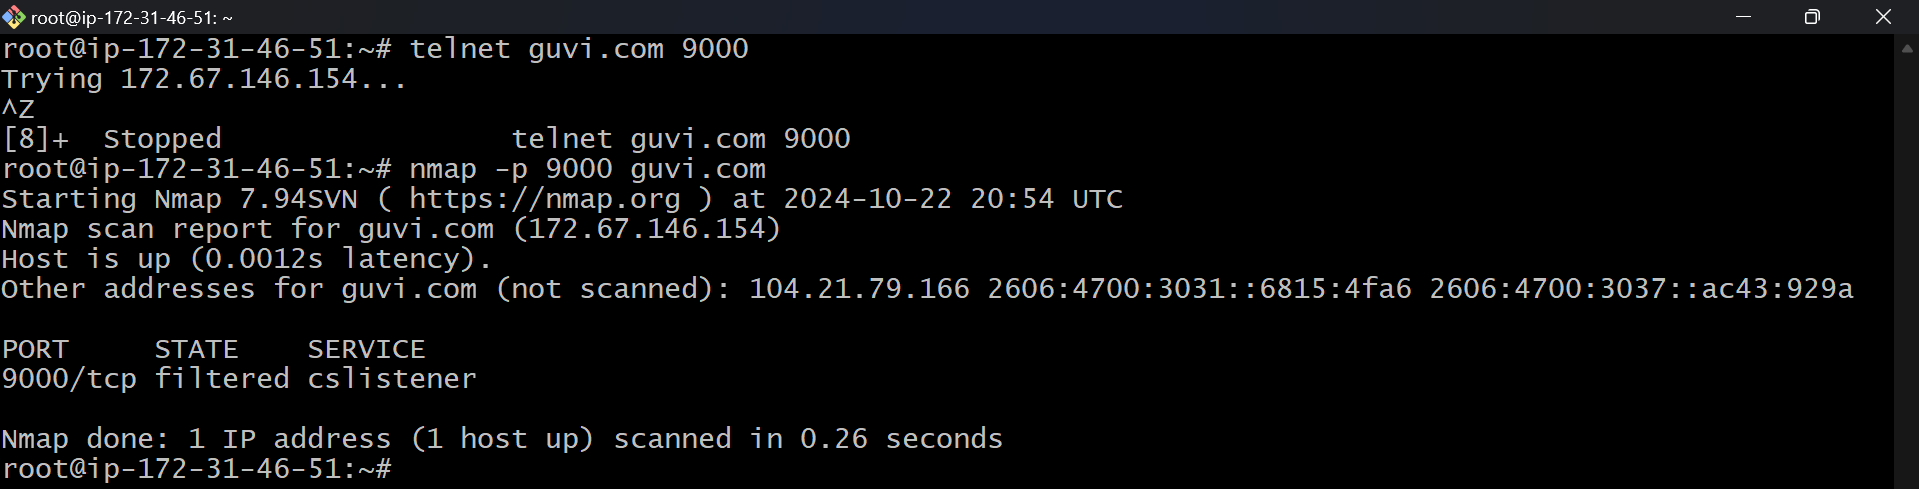 root@ip-172-31-46-51: ~
root@ip-172-31-46-51:~# telnet guvi.com 9000
Trying 172.67.146.154...
^Z
[8]+  Stopped                 telnet guvi.com 9000
root@ip-172-31-46-51:~# nmap -p 9000 guvi.com
Starting Nmap 7.94SVN ( https://nmap.org ) at 2024-10-22 20:54 UTC
Nmap scan report for guvi.com (172.67.146.154)
Host is up (0.0012s latency).
Other addresses for guvi.com (not scanned): 104.21.79.166 2606:4700:3031::6815:4fa6 2606:4700:3037::ac43:929a
PORT     STATE    SERVICE
9000/tcp filtered cslistener
Nmap done: 1 IP address (1 host up) scanned in 0.26 seconds
root@ip-172-31-46-51:~#